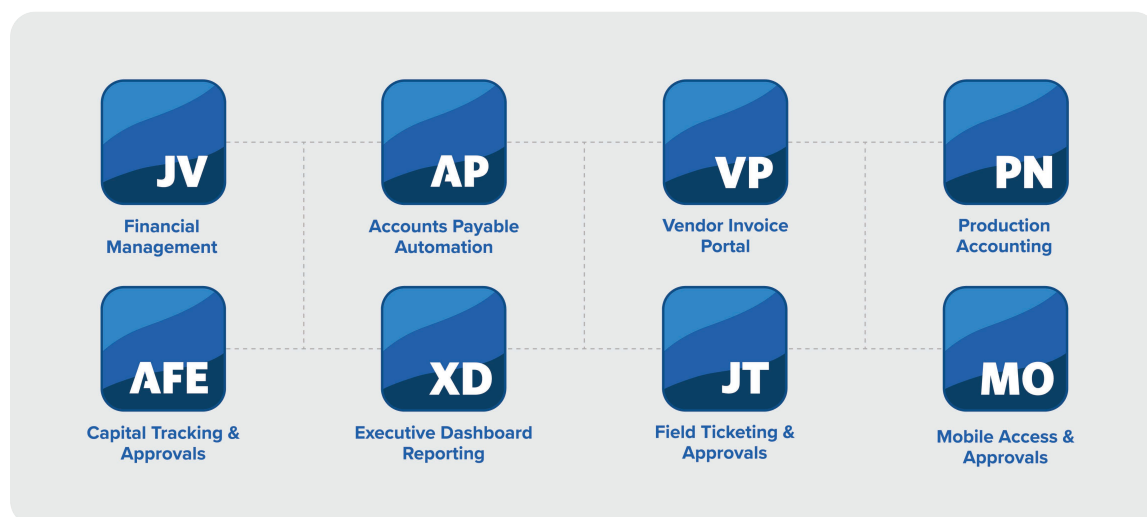 JV
AP
VP
PN
Financial
Management
Accounts Payable
Automation
Vendor Invoice
Portal
Production
Accounting
AFE
XD
JT
MO
Capital Tracking &
Approvals
Executive Dashboard
Reporting
Field Ticketing &
Approvals
Mobile Access &
Approvals